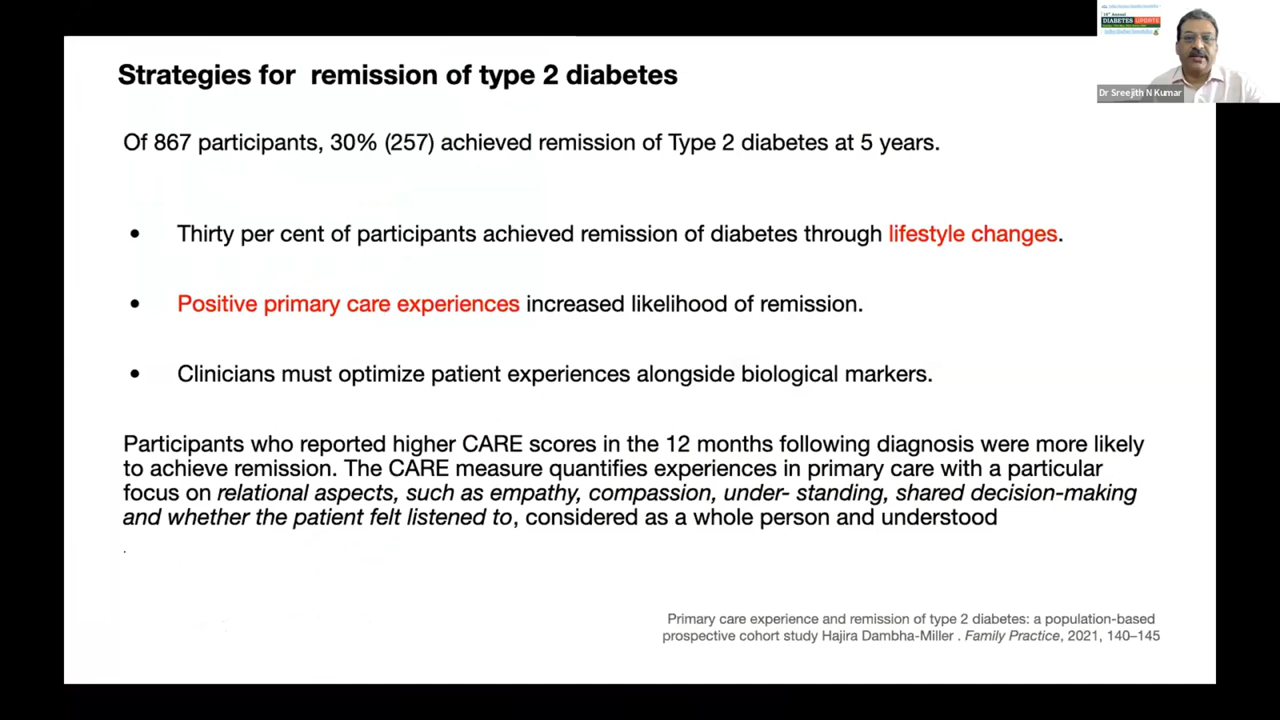 DIABETES UPDATE
Dr Sreejith N Kumar
Strategies for remission of type 2 diabetes
Of 867 participants, 30% (257) achieved remission of Type 2 diabetes at 5 years.
• Thirty per cent of participants achieved remission of diabetes through lifestyle changes.
• Positive primary care experiences increased likelihood of remission.
• Clinicians must optimize patient experiences alongside biological markers.
Participants who reported higher CARE scores in the 12 months following diagnosis were more likely
to achieve remission. The CARE measure quantifies experiences in primary care with a particular
focus on relational aspects, such as empathy, compassion, under- standing, shared decision-making
and whether the patient felt listened to, considered as a whole person and understood
.
Primary care experience and remission of type 2 diabetes: a population-based
prospective cohort study Hajira Dambha-Miller . Family Practice, 2021, 140–145